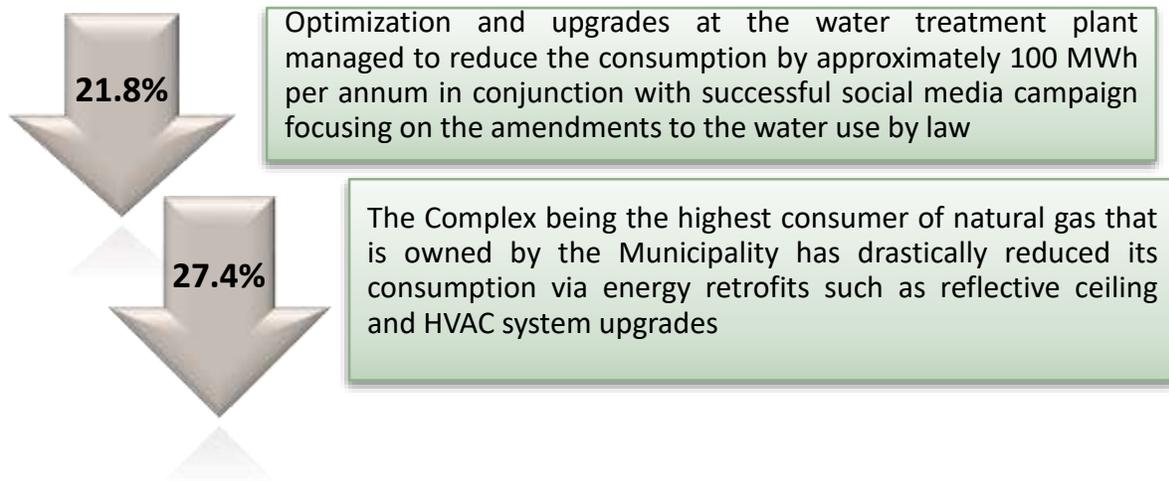 21.8%
Optimization and upgrades at the water treatment plant
managed to reduce the consumption by approximately 100 MWh
per annum in conjunction with successful social media campaign
focusing on the amendments to the water use by law
27.4%
The Complex being the highest consumer of natural gas that
is owned by the Municipality has drastically reduced its
consumption via energy retrofits such as reflective ceiling
and HVAC system upgrades